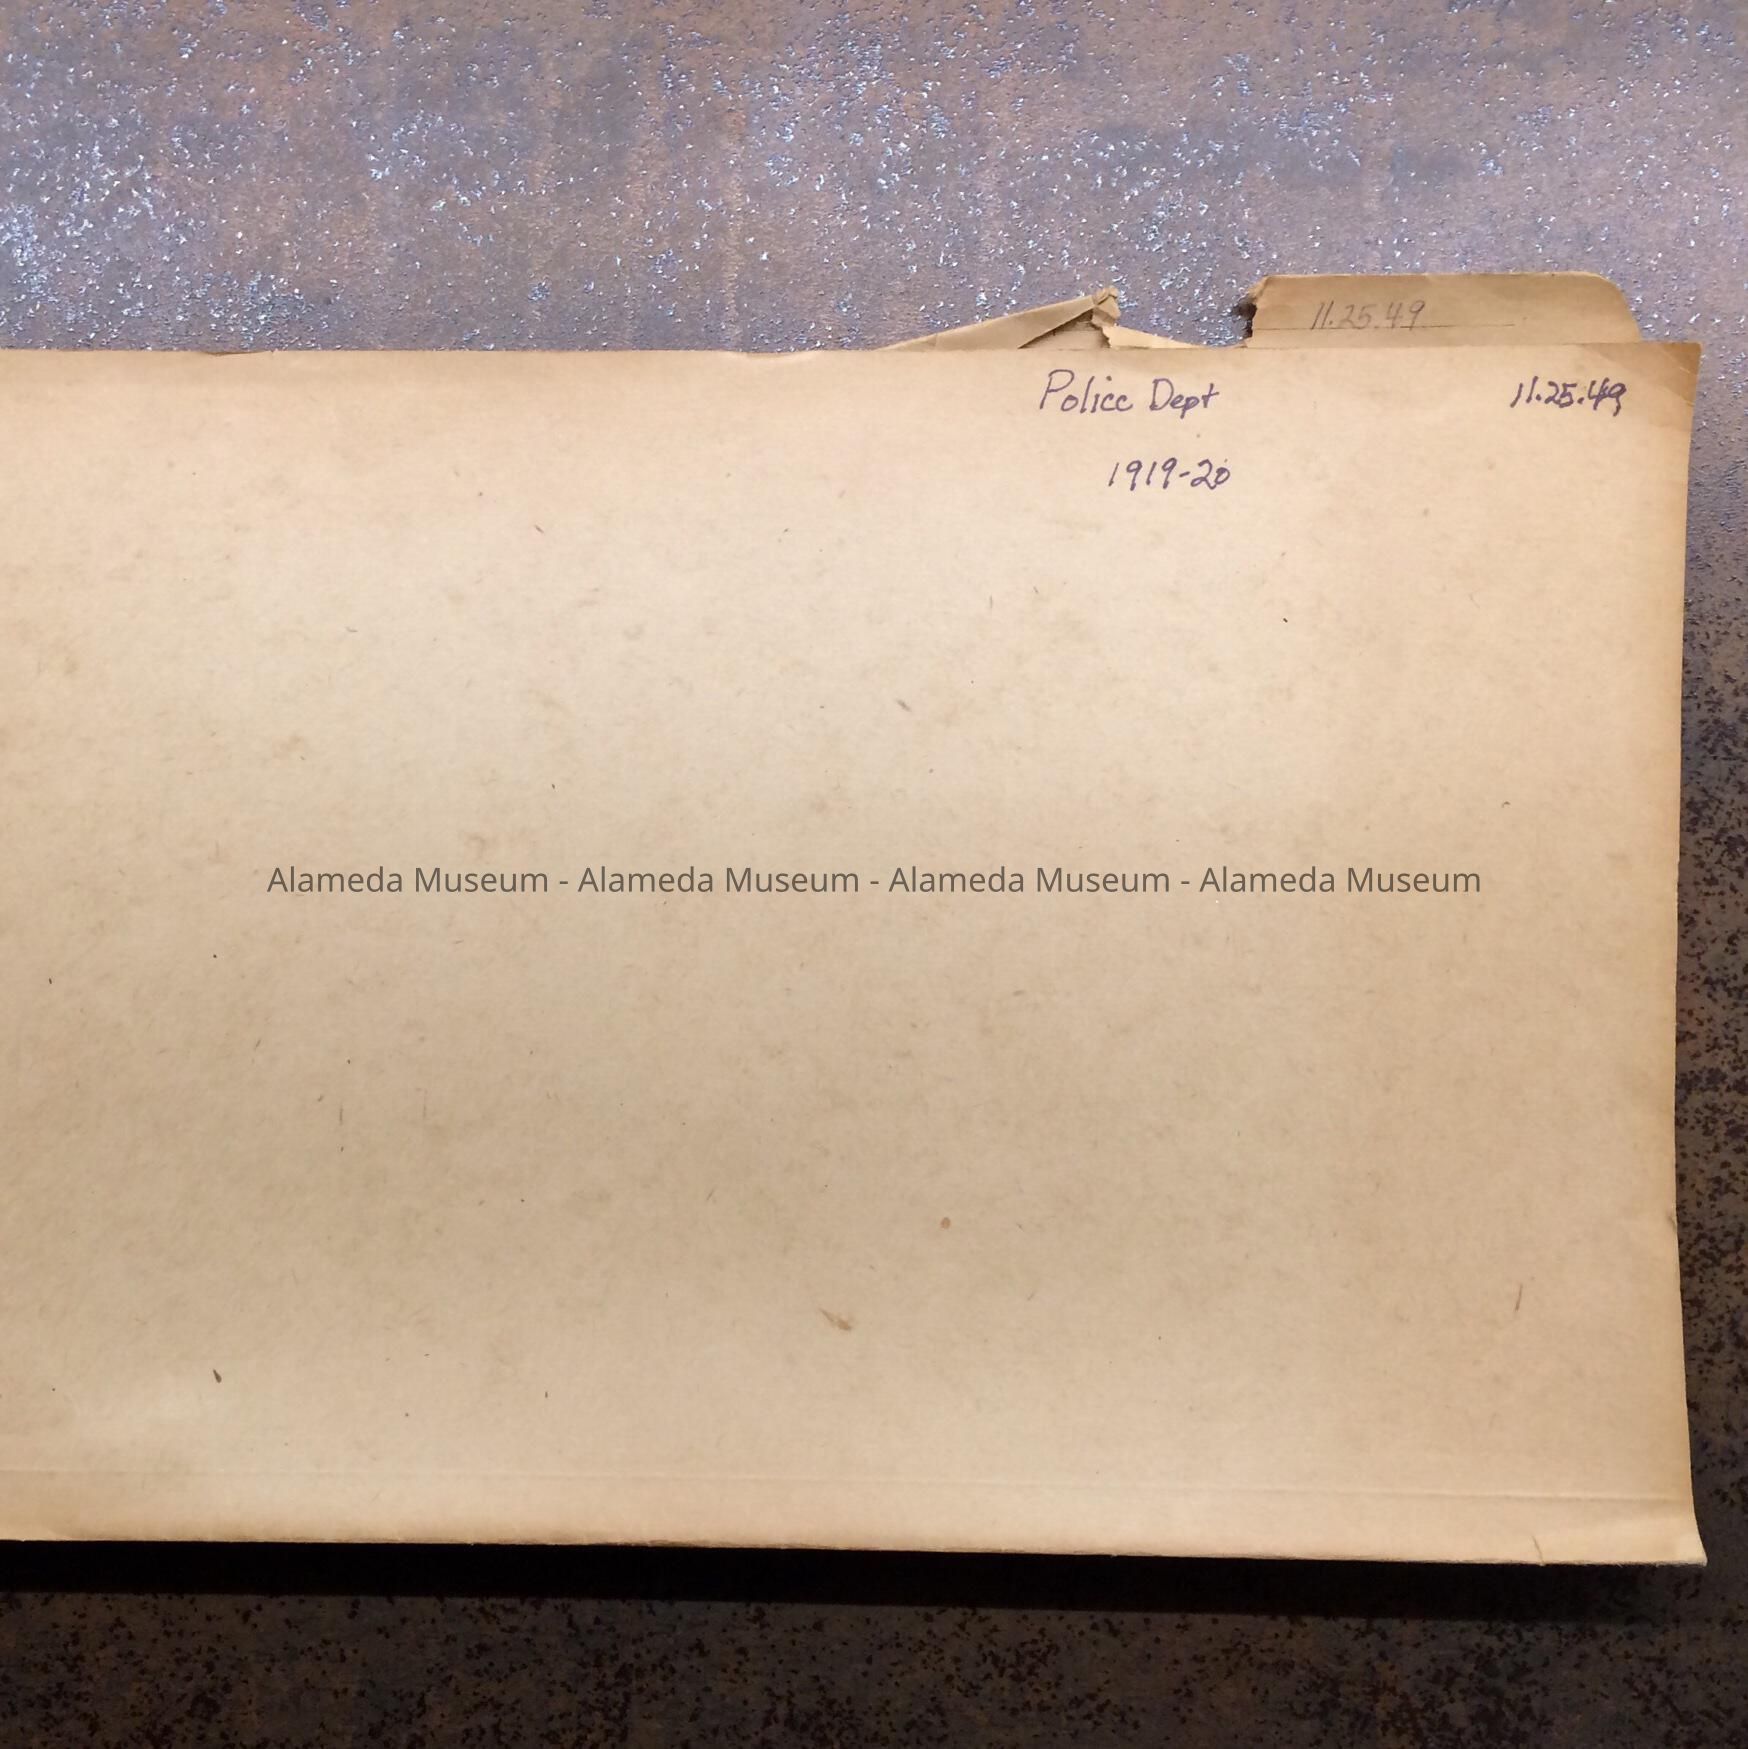 11.25.49
Police Dept 11.25.49
1919-20
Alameda Museum - Alameda Museum - Alameda Museum - Alameda Museum